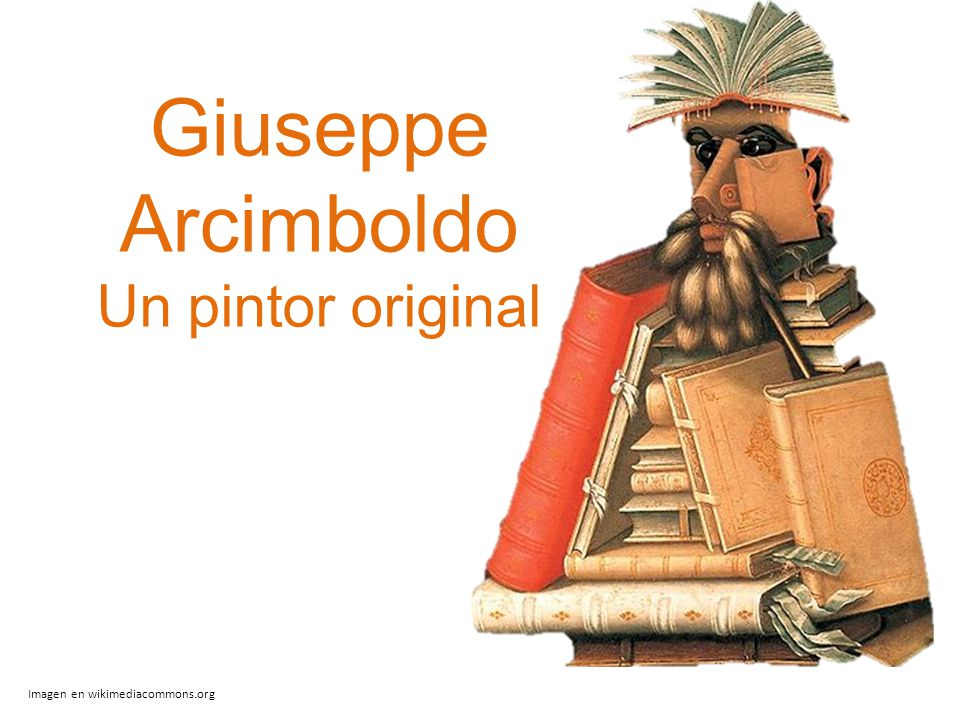 Giuseppe
Arcimboldo
Un pintor original
Imagen en wikimediacommons.org